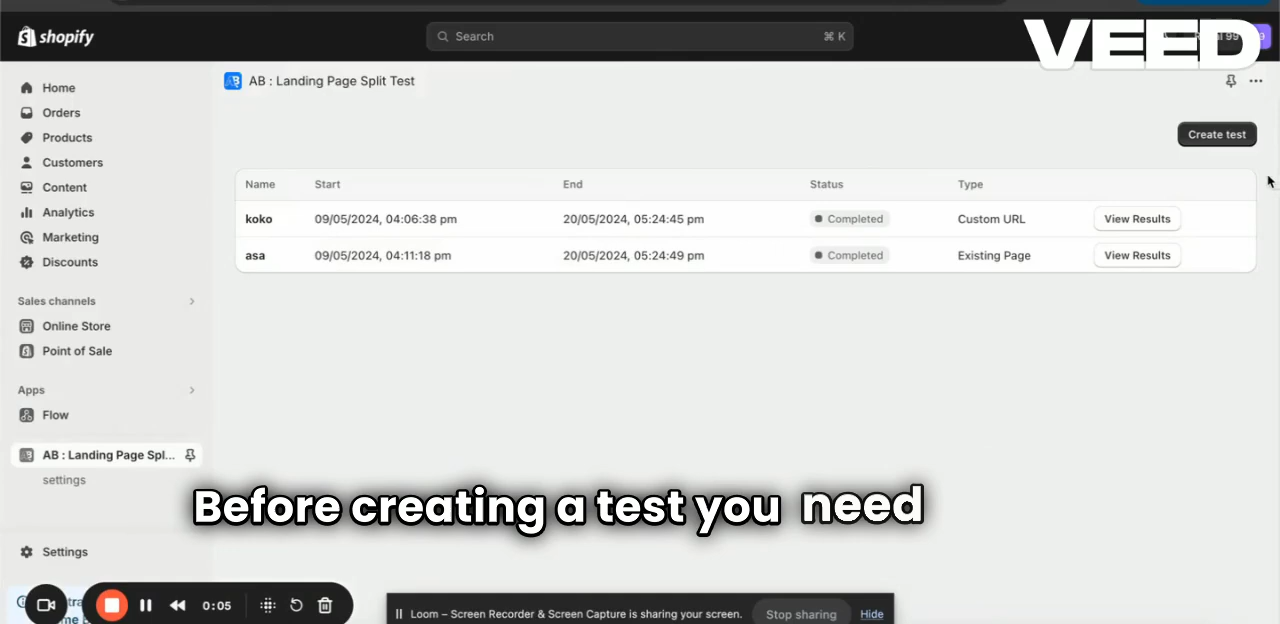 shopify
Search
⌘ K
VEED
AB : Landing Page Split Test
Home
Orders
Products
Customers
Content
Analytics
Marketing
Discounts
Sales channels
Online Store
Point of Sale
Apps
Flow
AB : Landing Page Spl...
settings
Settings
Create test
Name Start End Status Type
koko 09/05/2024, 04:06:38 pm 20/05/2024, 05:24:45 pm Completed Custom URL View Results
asa 09/05/2024, 04:11:18 pm 20/05/2024, 05:24:49 pm Completed Existing Page View Results
Before creating a test you need
0:05
Loom – Screen Recorder & Screen Capture is sharing your screen. Stop sharing Hide